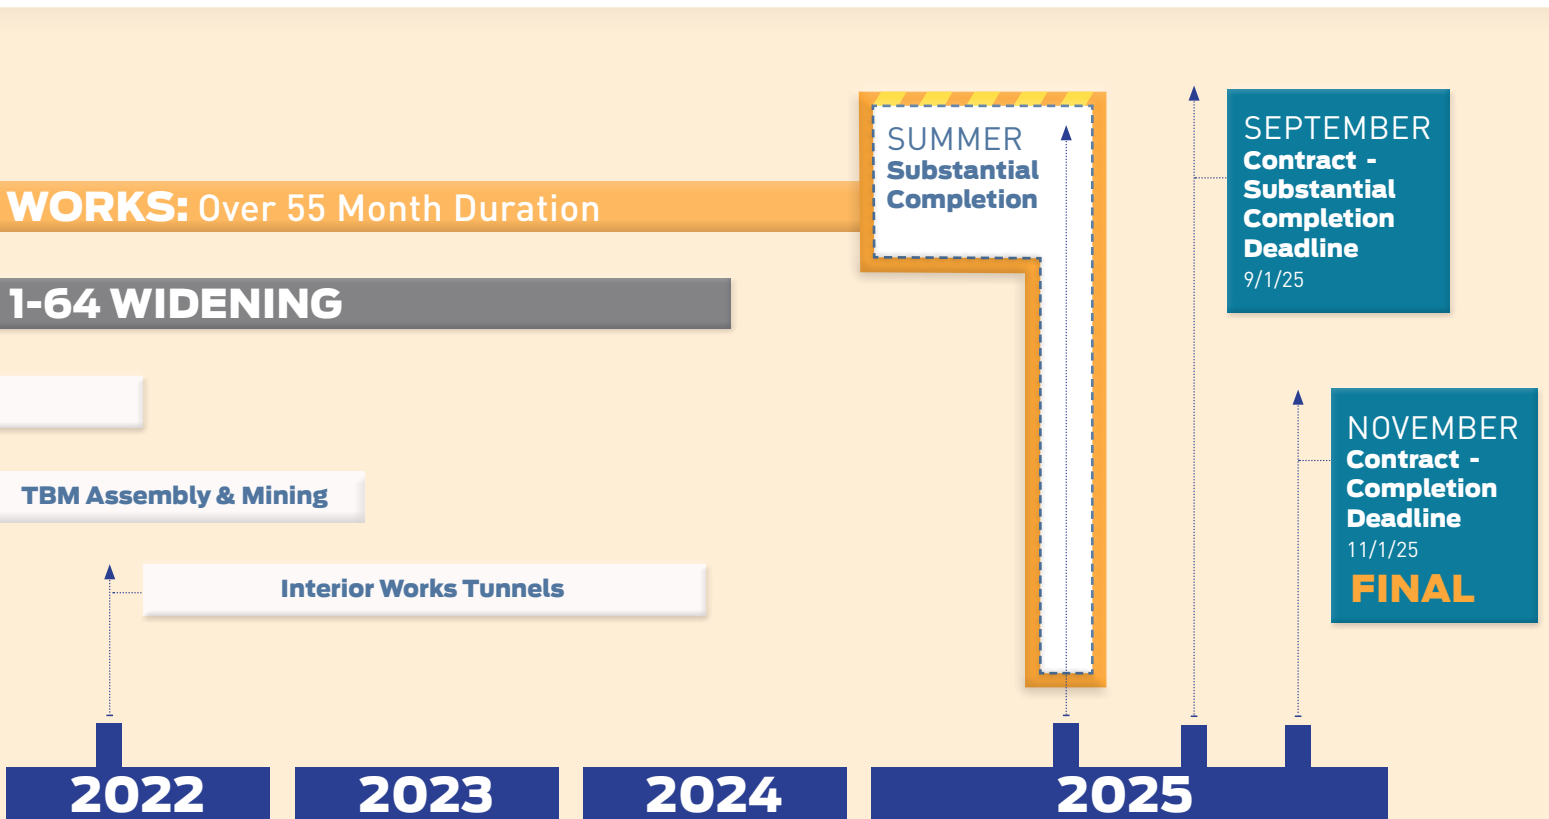 SUMMER
Substantial
Completion
WORKS: Over 55 Month Duration
1-64 WIDENING
TBM Assembly & Mining
Interior Works Tunnels
SEPTEMBER
Contract -
Substantial
Completion
Deadline
9/1/25
NOVEMBER
Contract -
Completion
Deadline
11/1/25
FINAL
2022
2023
2024
2025